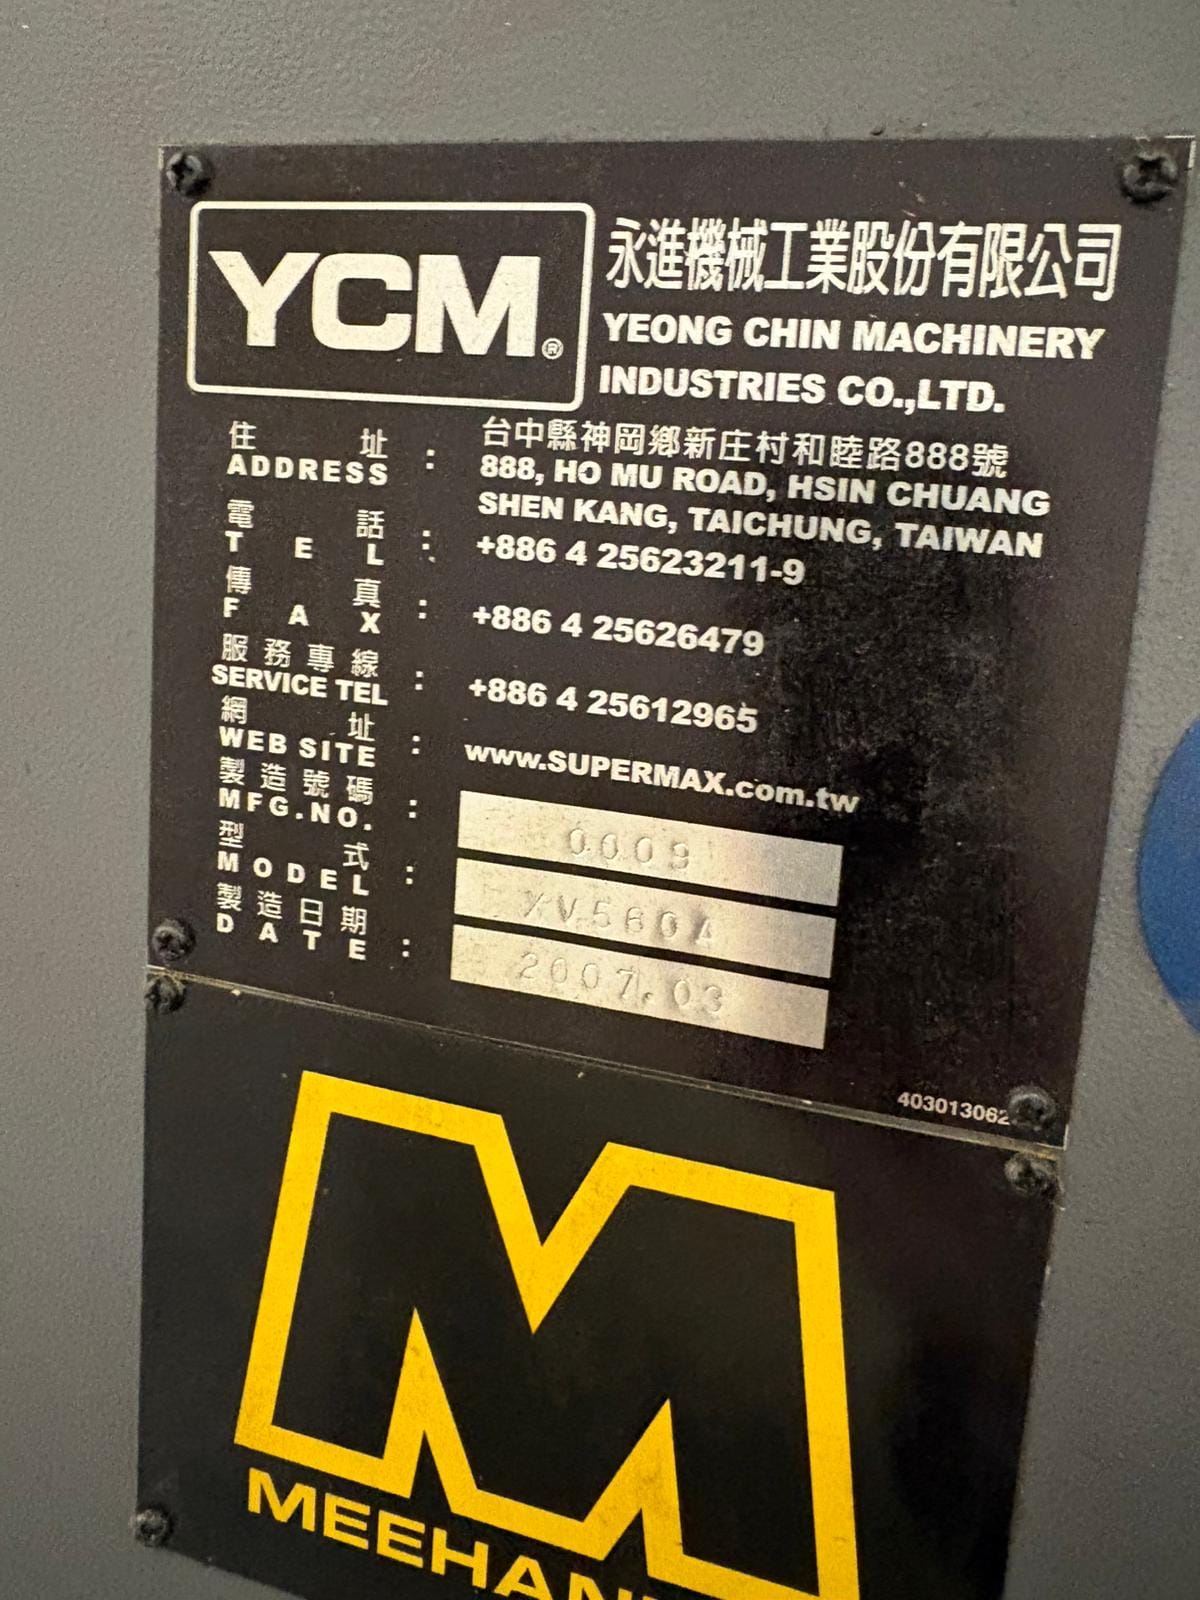 YCM®
永進機械工業股份有限公司
YEONG CHIN MACHINERY
INDUSTRIES CO.,LTD.
住址 : 台中縣神岡鄉新庄村和睦路888號
ADDRESS 888, HO MU ROAD, HSIN CHUANG
SHEN KANG, TAICHUNG, TAIWAN
電話
TEL : +886 4 25623211-9
傳真
FAX : +886 4 25626479
服務專線
SERVICE TEL : +886 4 25612965
網址
WEB SITE : www.SUPERMAX.com.tw
製造號碼
MFG.NO. : 0009
型式
MODEL : XV560A
製造日期
DATE : 2007.03
403013062
M